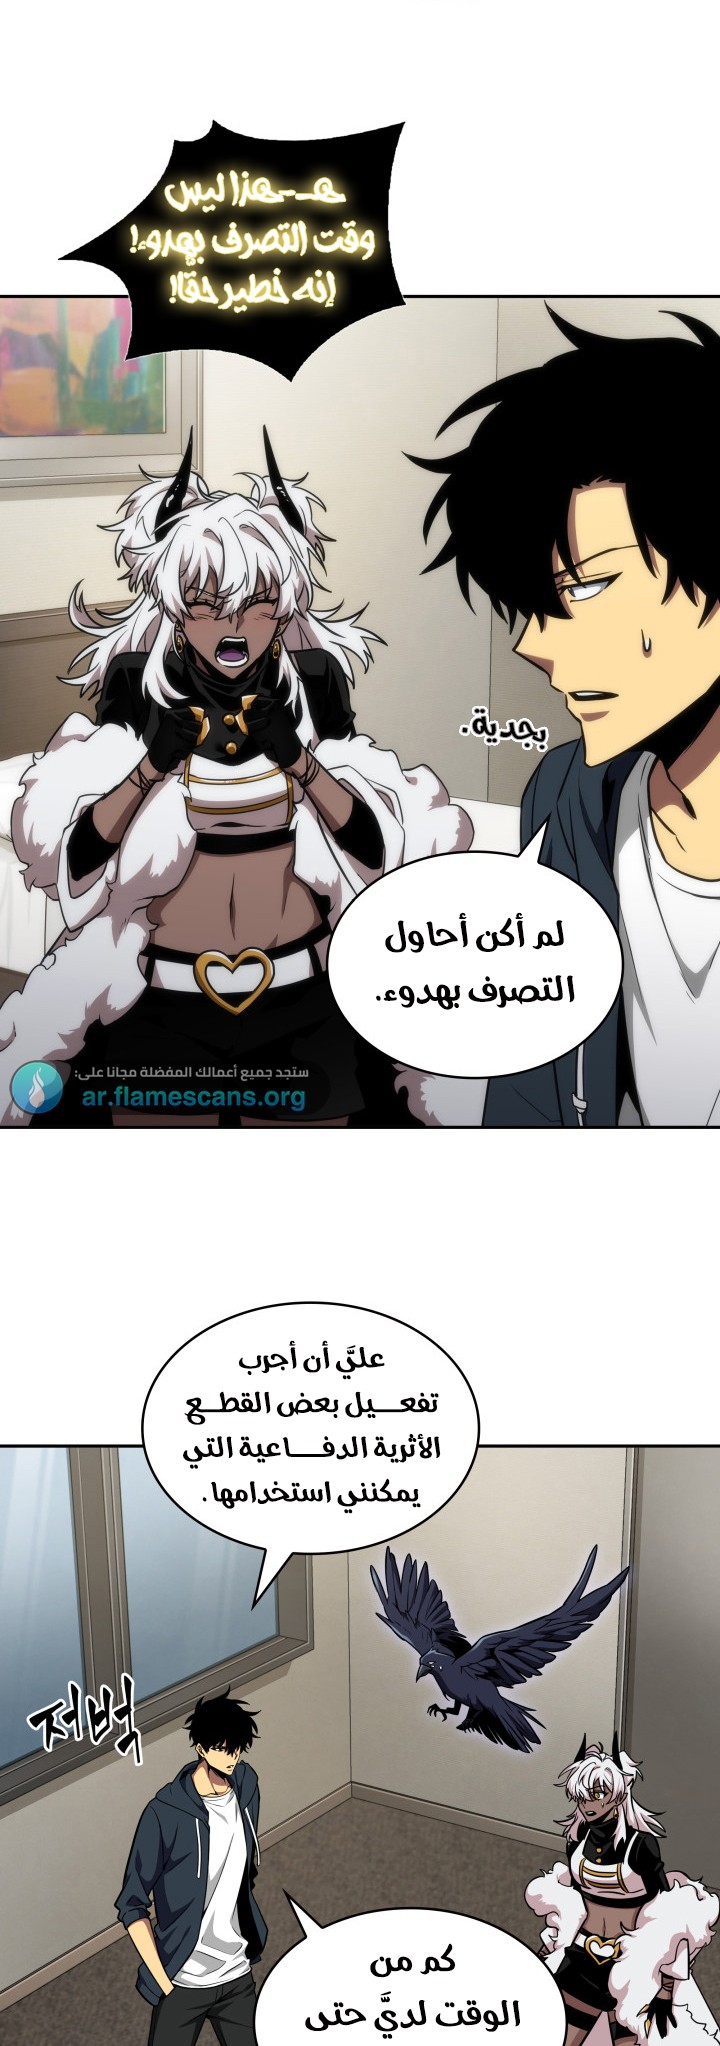 هـ-هذا ليس
وقت التصرف بهدوء!
إنه خطير حقًّا!
بجدية.
لم أكن أحاول
التصرف بهدوء.
ستجد جميع أعمالك المفضلة مجانا على:
ar.flamescans.org
عليَّ أن أجرب
تفعـــيل بعض القطــع
الأثرية الدفـــاعية التي
يمكنني استخدامها.
저벅
كم من
الوقت لديَّ حتى